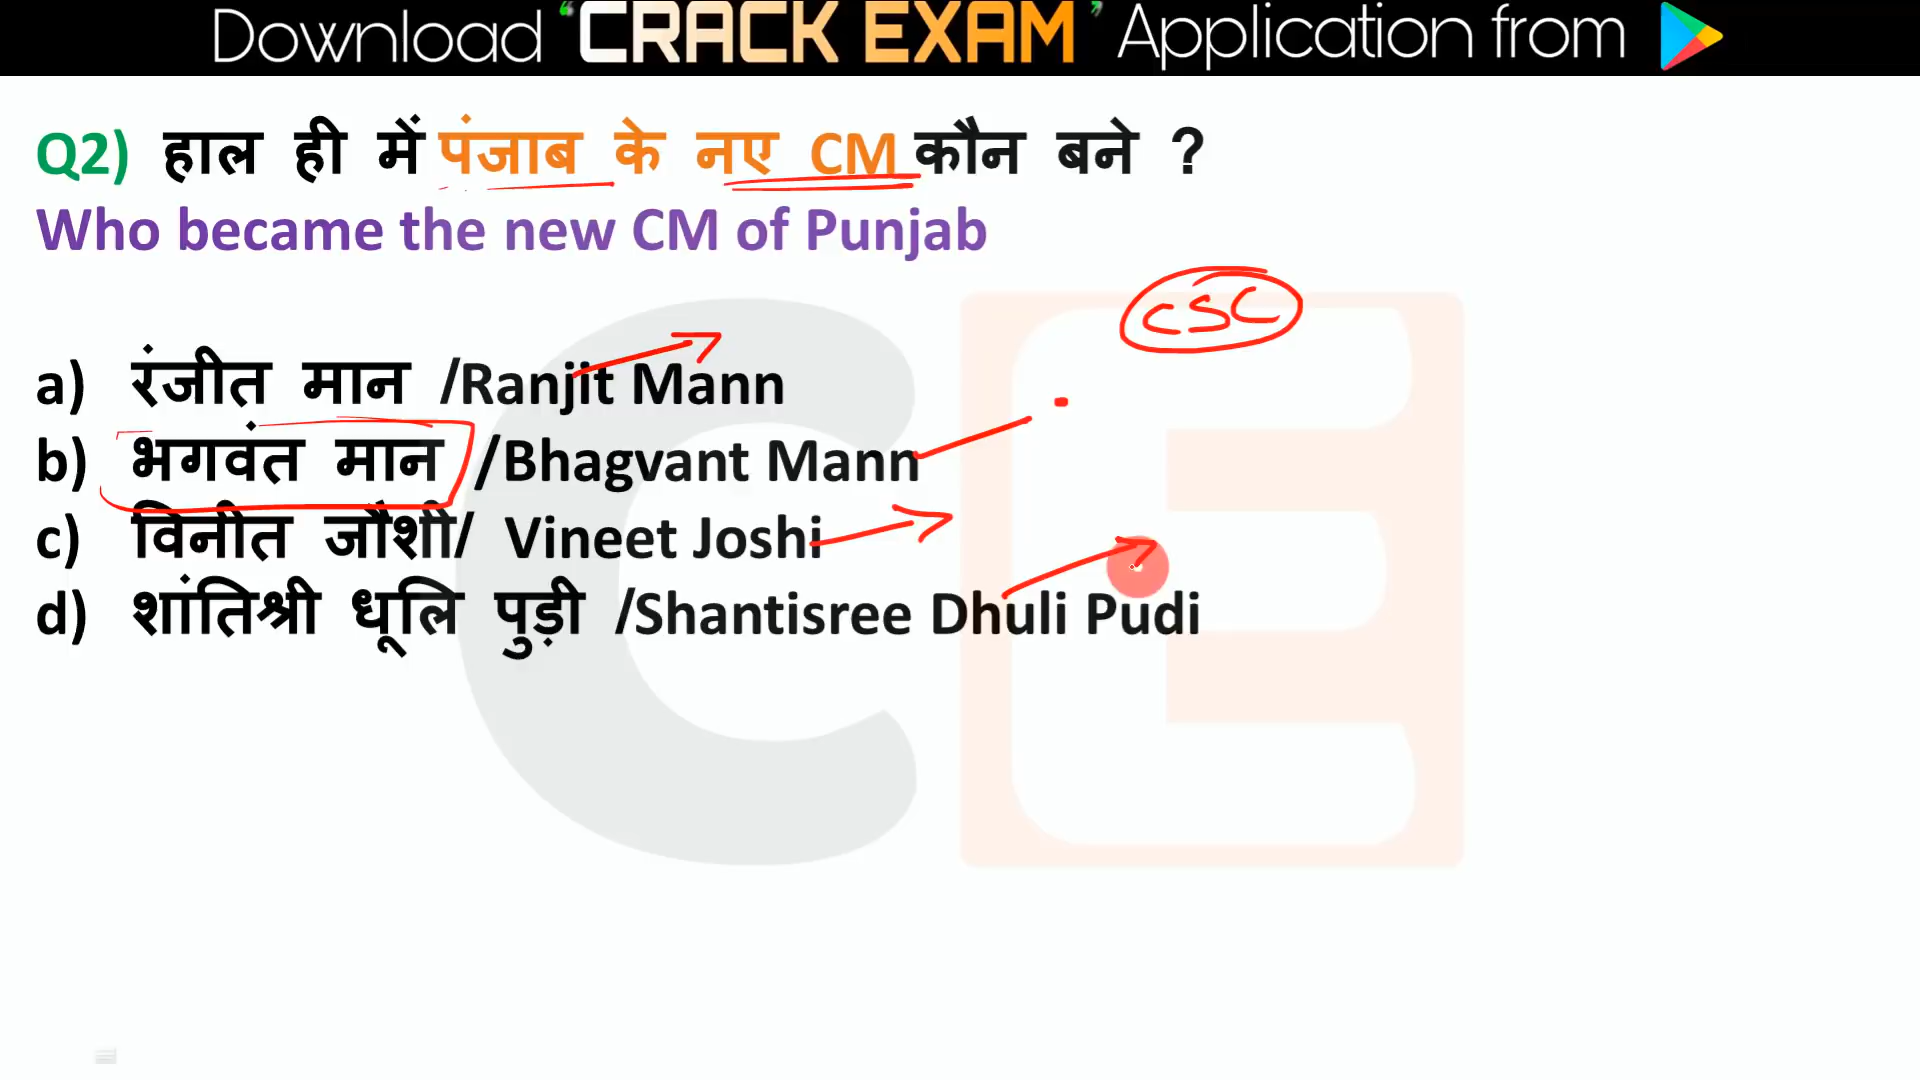 Download “CRACK EXAM” Application from
Q2) हाल ही में पंजाब के नए CM कौन बने ?
Who became the new CM of Punjab
CSC
a) रंजीत मान /Ranjit Mann
b) भगवंत मान /Bhagvant Mann
c) विनीत जौशी/ Vineet Joshi
d) शांतिश्री धूलि पुड़ी /Shantisree Dhuli Pudi
CE